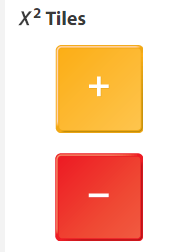 X² Tiles
+
−